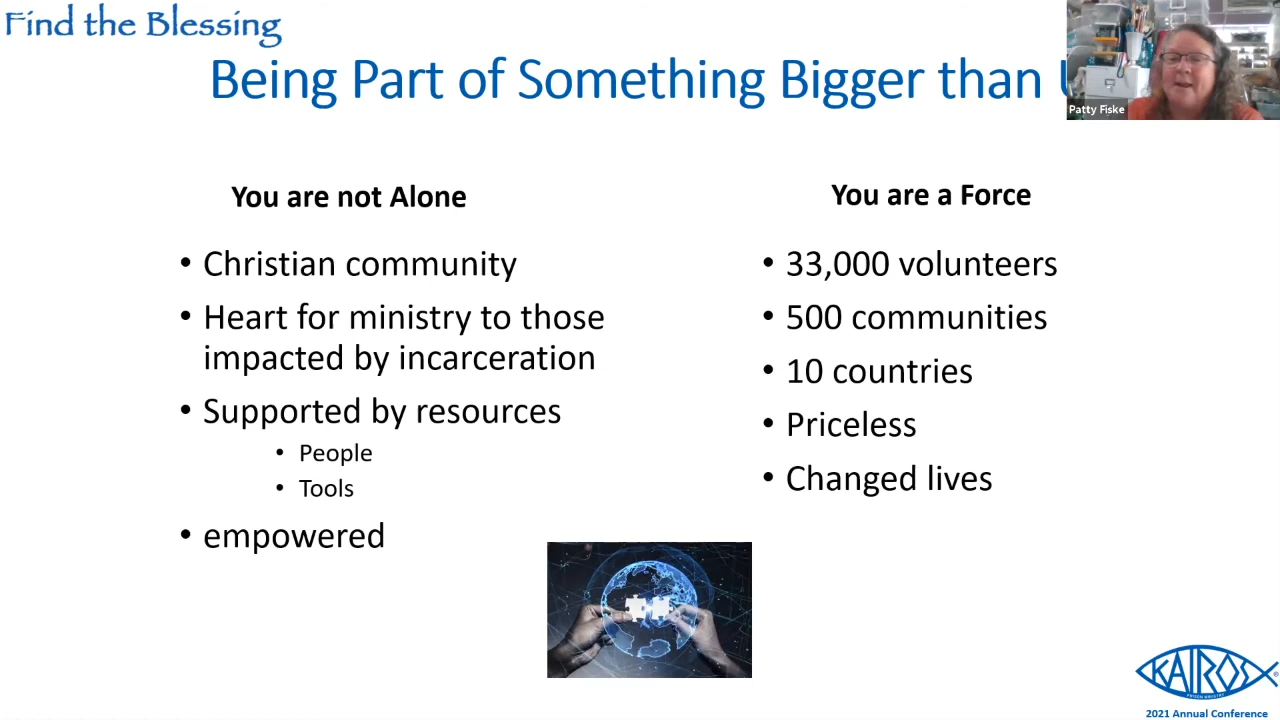 Find the Blessing
Being Part of Something Bigger than
Patty Fiske
You are not Alone
• Christian community
• Heart for ministry to those
impacted by incarceration
• Supported by resources
• People
• Tools
• empowered
You are a Force
• 33,000 volunteers
• 500 communities
• 10 countries
• Priceless
• Changed lives
KAIROS
PRISON MINISTRY
2021 Annual Conference